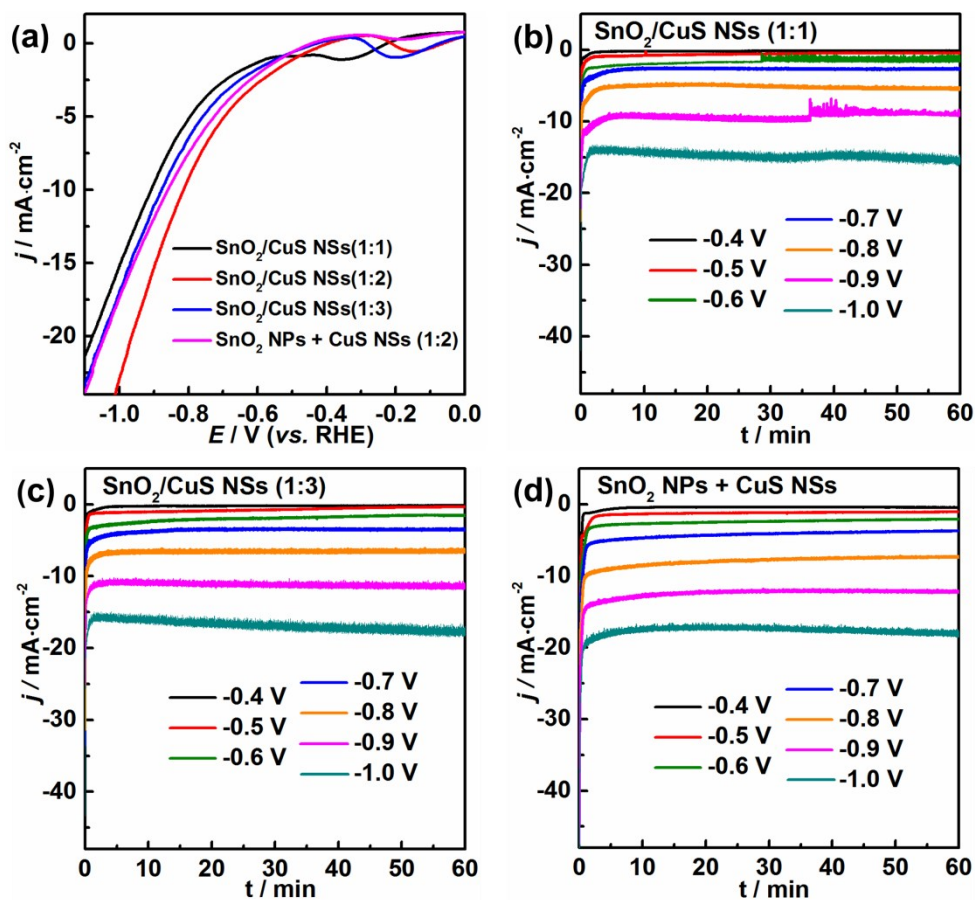 (a)
j / mA·cm-2
0
-5
-10
-15
-20
SnO2/CuS NSs(1:1)
SnO2/CuS NSs(1:2)
SnO2/CuS NSs(1:3)
SnO2 NPs + CuS NSs (1:2)
-1.0 -0.8 -0.6 -0.4 -0.2 0.0
E / V (vs. RHE)
(b) SnO2/CuS NSs (1:1)
j / mA·cm-2
0
-10
-20
-30
-40
-0.4 V
-0.5 V
-0.6 V
-0.7 V
-0.8 V
-0.9 V
-1.0 V
0 10 20 30 40 50 60
t / min
(c) SnO2/CuS NSs (1:3)
j / mA·cm-2
0
-10
-20
-30
-40
-0.4 V
-0.5 V
-0.6 V
-0.7 V
-0.8 V
-0.9 V
-1.0 V
0 10 20 30 40 50 60
t / min
(d) SnO2 NPs + CuS NSs
j / mA·cm-2
0
-10
-20
-30
-40
-0.4 V
-0.5 V
-0.6 V
-0.7 V
-0.8 V
-0.9 V
-1.0 V
0 10 20 30 40 50 60
t / min